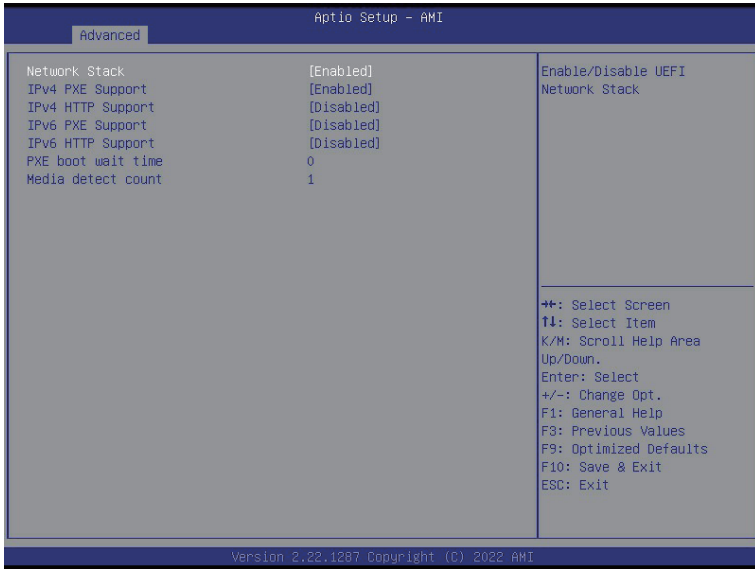 Aptio Setup – AMI
Advanced
Network Stack [Enabled]
IPv4 PXE Support [Enabled]
IPv4 HTTP Support [Disabled]
IPv6 PXE Support [Disabled]
IPv6 HTTP Support [Disabled]
PXE boot wait time 0
Media detect count 1
Enable/Disable UEFI
Network Stack
→←: Select Screen
↑↓: Select Item
K/M: Scroll Help Area
Up/Down.
Enter: Select
+/-: Change Opt.
F1: General Help
F3: Previous Values
F9: Optimized Defaults
F10: Save & Exit
ESC: Exit
Version 2.22.1287 Copyright (C) 2022 AMI